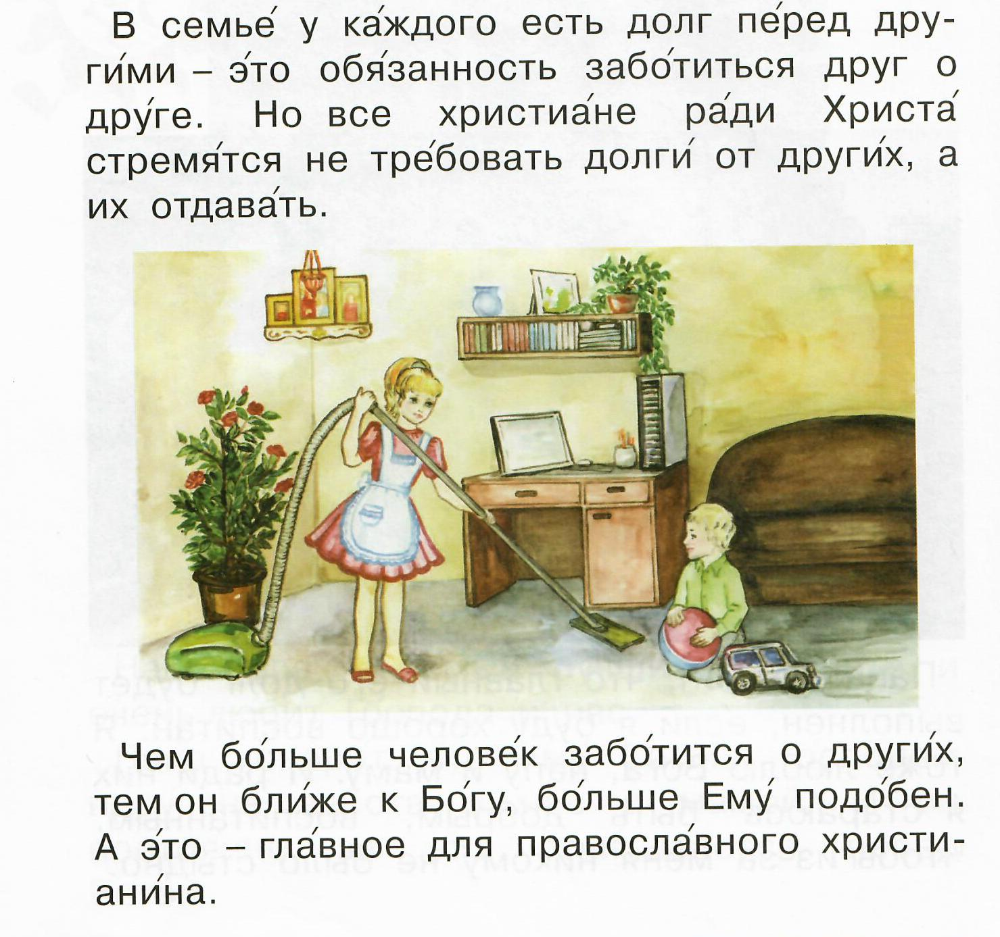 В семье́ у ка́ждого есть долг пе́ред дру-
ги́ми – э́то обя́занность забо́титься друг о
дру́ге. Но все христиа́не ра́ди Христа́
стремя́тся не тре́бовать долги́ от други́х, а
их отдава́ть.
Чем бо́льше челове́к забо́тится о други́х,
тем он бли́же к Бо́гу, бо́льше Ему́ подо́бен.
А э́то – гла́вное для правосла́вного христи-
ани́на.